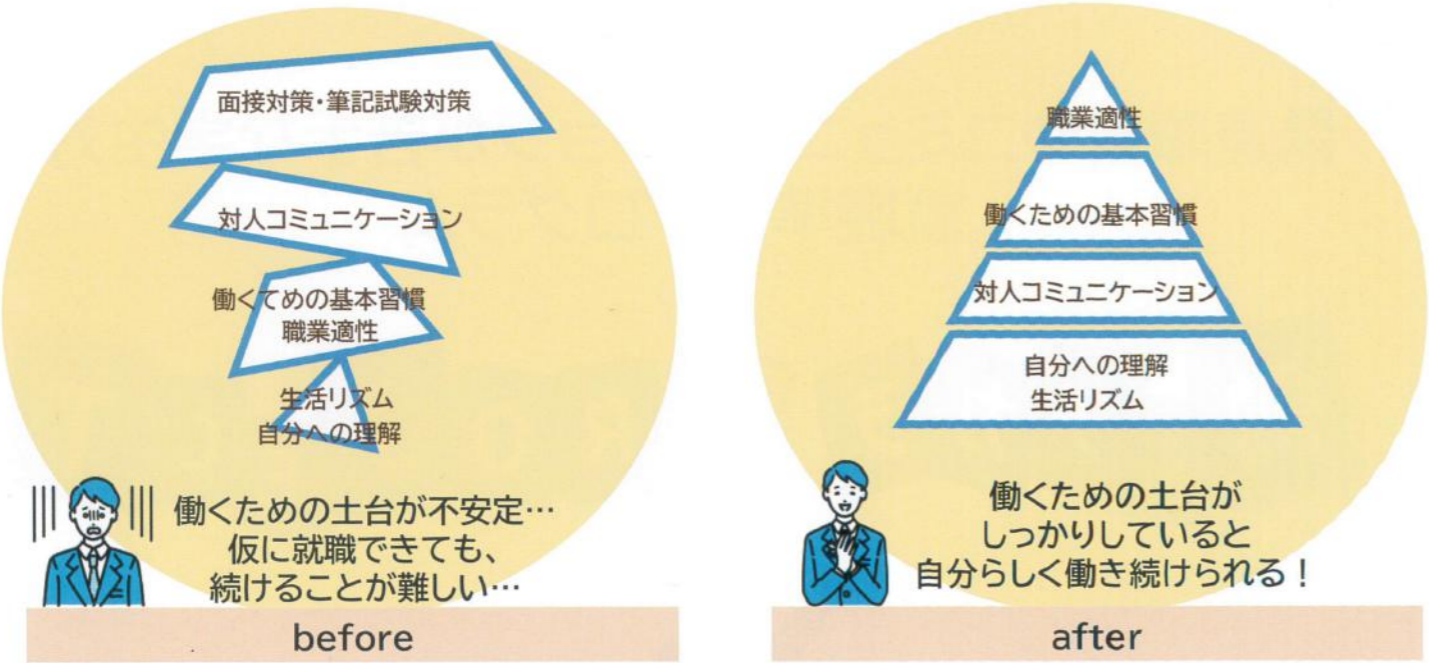 面接対策・筆記試験対策
対人コミュニケーション
働くてめの基本習慣
職業適性
生活リズム
自分への理解
働くための土台が不安定…
仮に就職できても、
続けることが難しい…
before
職業適性
働くための基本習慣
対人コミュニケーション
自分への理解
生活リズム
働くための土台が
しっかりしていると
自分らしく働き続けられる！
after